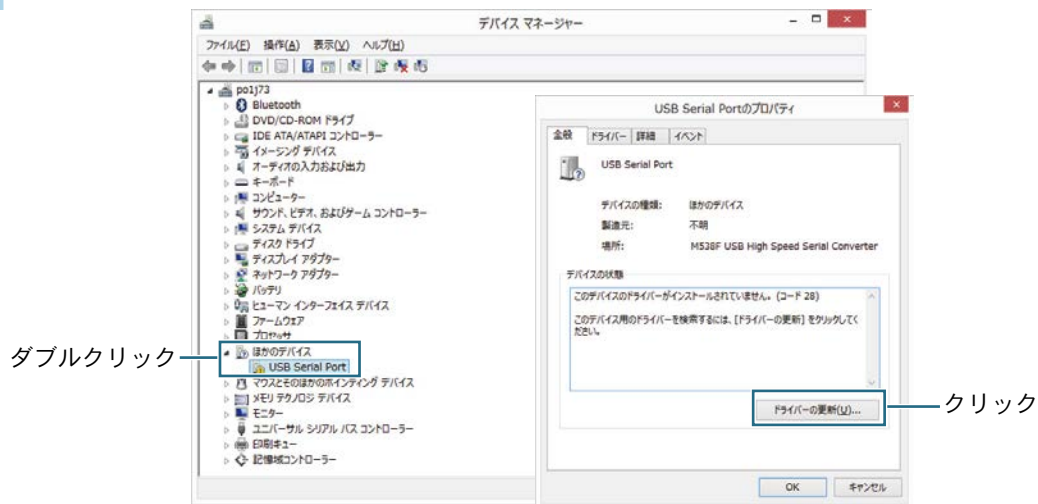 デバイス マネージャー
ファイル(F) 操作(A) 表示(V) ヘルプ(H)
po1j73
Bluetooth
DVD/CD-ROM ドライブ
IDE ATA/ATAPI コントローラー
イメージング デバイス
オーディオの入力および出力
キーボード
コンピューター
サウンド、ビデオ、およびゲーム コントローラー
システム デバイス
ディスク ドライブ
ディスプレイ アダプター
ネットワーク アダプター
バッテリ
ヒューマン インターフェイス デバイス
ファームウェア
プロセッサ
ほかのデバイス
USB Serial Port
マウスとそのほかのポインティング デバイス
メモリ テクノロジ デバイス
モニター
ユニバーサル シリアル バス コントローラー
印刷キュー
記憶域コントローラー
ダブルクリック
USB Serial Portのプロパティ
全般 ドライバー 詳細 イベント
USB Serial Port
デバイスの種類: ほかのデバイス
製造元: 不明
場所: M538F USB High Speed Serial Converter
デバイスの状態
このデバイスのドライバーがインストールされていません。 (コード 28)
このデバイス用のドライバーを検索するには、[ドライバーの更新] をクリックしてく
ださい。
ドライバーの更新(U)...
クリック
OK キャンセル